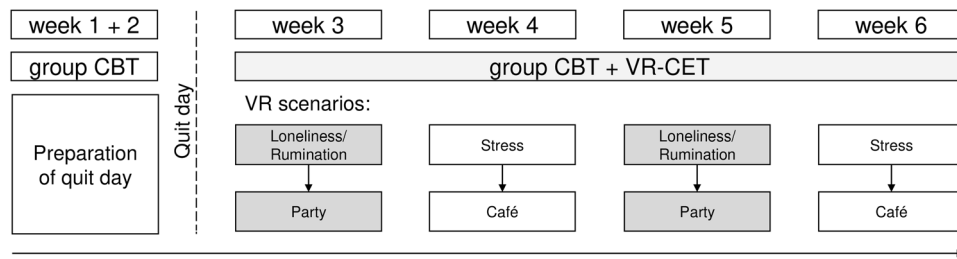 week 1 + 2
week 3
week 4
week 5
week 6
group CBT
group CBT + VR-CET
Quit day
VR scenarios:
Preparation
of quit day
Loneliness/
Rumination
Stress
Loneliness/
Rumination
Stress
Party
Café
Party
Café